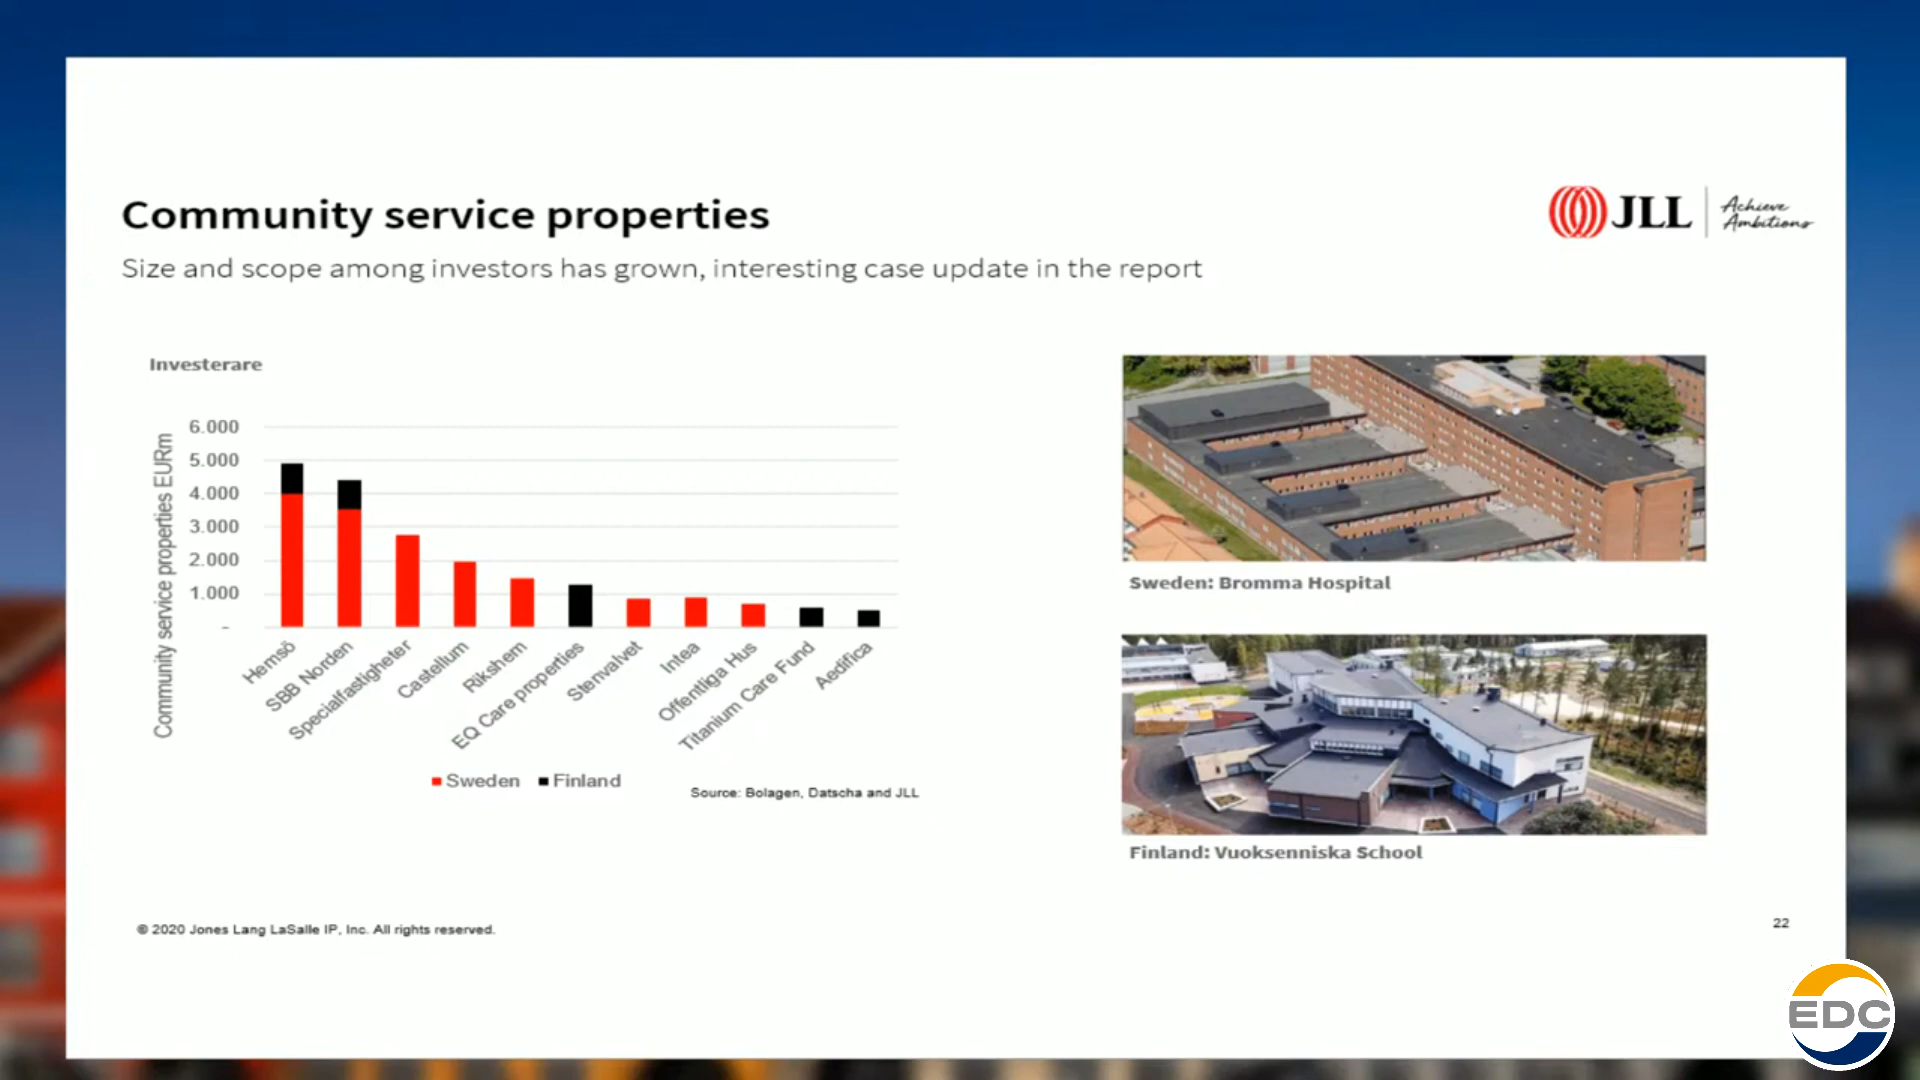 Community service properties
JLL
Achieve
Ambitions
Size and scope among investors has grown, interesting case update in the report
Investerare
Community service properties EURm
6.000
5.000
4.000
3.000
2.000
1.000
-
Hemsö
SBB Norden
Specialfastigheter
Castellum
Rikshem
EQ Care properties
Stenvalvet
Intea
Offentliga Hus
Titanium Care Fund
Aedifica
Sweden Finland
Source: Bolagen, Datscha and JLL
Sweden: Bromma Hospital
Finland: Vuoksenniska School
© 2020 Jones Lang LaSalle IP, Inc. All rights reserved.
22
EDC